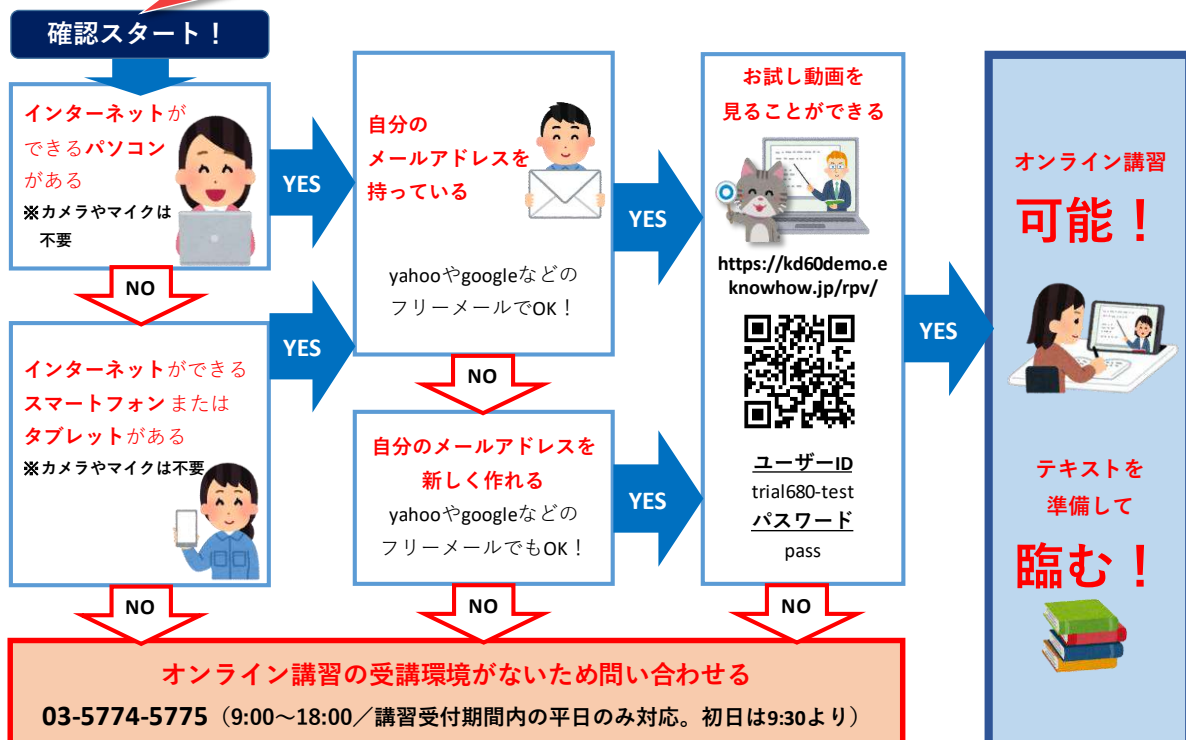 確認スタート！
インターネットが
できるパソコン
がある
※カメラやマイクは
不要
YES
NO
インターネットができる
スマートフォンまたは
タブレットがある
※カメラやマイクは不要
YES
NO
自分の
メールアドレスを
持っている
yahooやgoogleなどの
フリーメールでOK！
YES
NO
自分のメールアドレスを
新しく作れる
yahooやgoogleなどの
フリーメールでもOK！
YES
NO
お試し動画を
見ることができる
https://kd60demo.e
knowhow.jp/rpv/
ユーザーID
trial680-test
パスワード
pass
YES
NO
オンライン講習
可能！
テキストを
準備して
臨む！
オンライン講習の受講環境がないため問い合わせる
03-5774-5775（9:00～18:00／講習受付期間内の平日のみ対応。初日は9:30より）